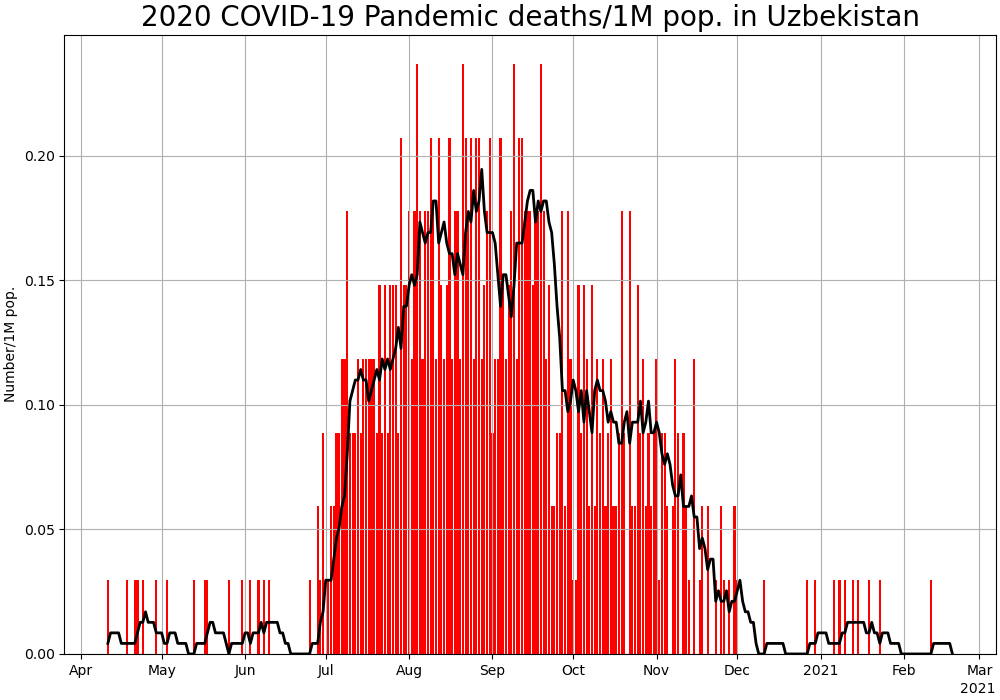 2020 COVID-19 Pandemic deaths/1M pop. in Uzbekistan
Number/1M pop.
0.20
0.15
0.10
0.05
0.00
Apr May Jun Jul Aug Sep Oct Nov Dec 2021 Feb Mar
2021